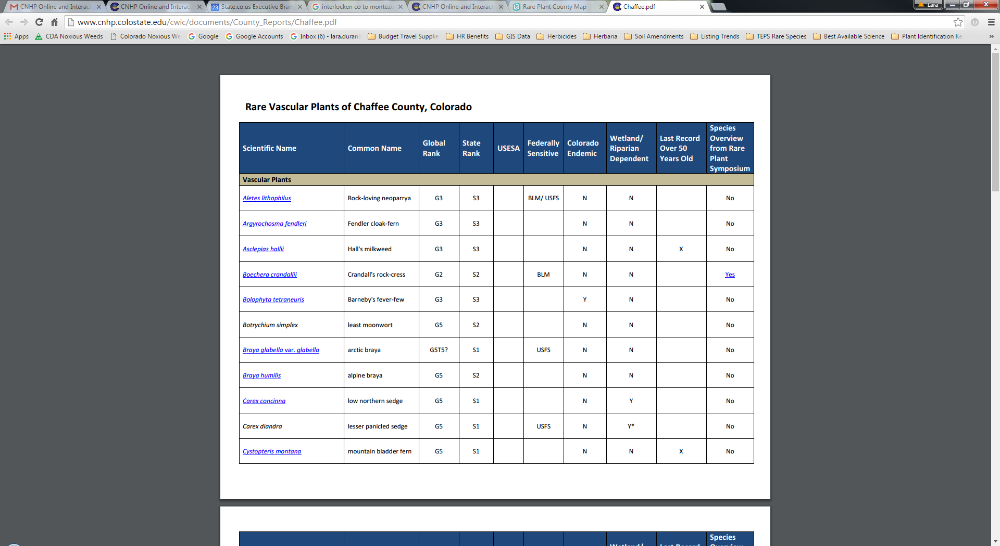 CNHP Online and Interact
CNHP Online and Interact
23 State.co.us Executive Bran
interlocken co to montezu
CNHP Online and Interact
Rare Plant County Map
Chaffee.pdf
Lara
www.cnhp.colostate.edu/cwic/documents/County_Reports/Chaffee.pdf
Apps CDA Noxious Weeds Colorado Noxious We Google Google Accounts Inbox (6) - lara.duran Budget Travel Supplie HR Benefits GIS Data Herbicides Herbaria Soil Amendments Listing Trends TEPS Rare Species Best Available Science Plant Identification Ke »
Rare Vascular Plants of Chaffee County, Colorado
Scientific Name
Common Name
Global
Rank
State
Rank
USESA
Federally
Sensitive
Colorado
Endemic
Wetland/
Riparian
Dependent
Last Record
Over 50
Years Old
Species
Overview
from Rare
Plant
Symposium
Vascular Plants
Aletes lithophilus Rock-loving neoparrya G3 S3 BLM/ USFS N N No
Argyrochosma fendleri Fendler cloak-fern G3 S3 N N No
Asclepias hallii Hall's milkweed G3 S3 N N X No
Boechera crandallii Crandall's rock-cress G2 S2 BLM N N Yes
Bolophyta tetraneuris Barneby's fever-few G3 S3 Y N No
Botrychium simplex least moonwort G5 S2 N N No
Braya glabella var. glabella arctic braya G5T5? S1 USFS N N No
Braya humilis alpine braya G5 S2 N N No
Carex concinna low northern sedge G5 S1 N Y No
Carex diandra lesser panicled sedge G5 S1 USFS N Y* No
Cystopteris montana mountain bladder fern G5 S1 N N X No
Wetland/
Last Record
Species
Overview